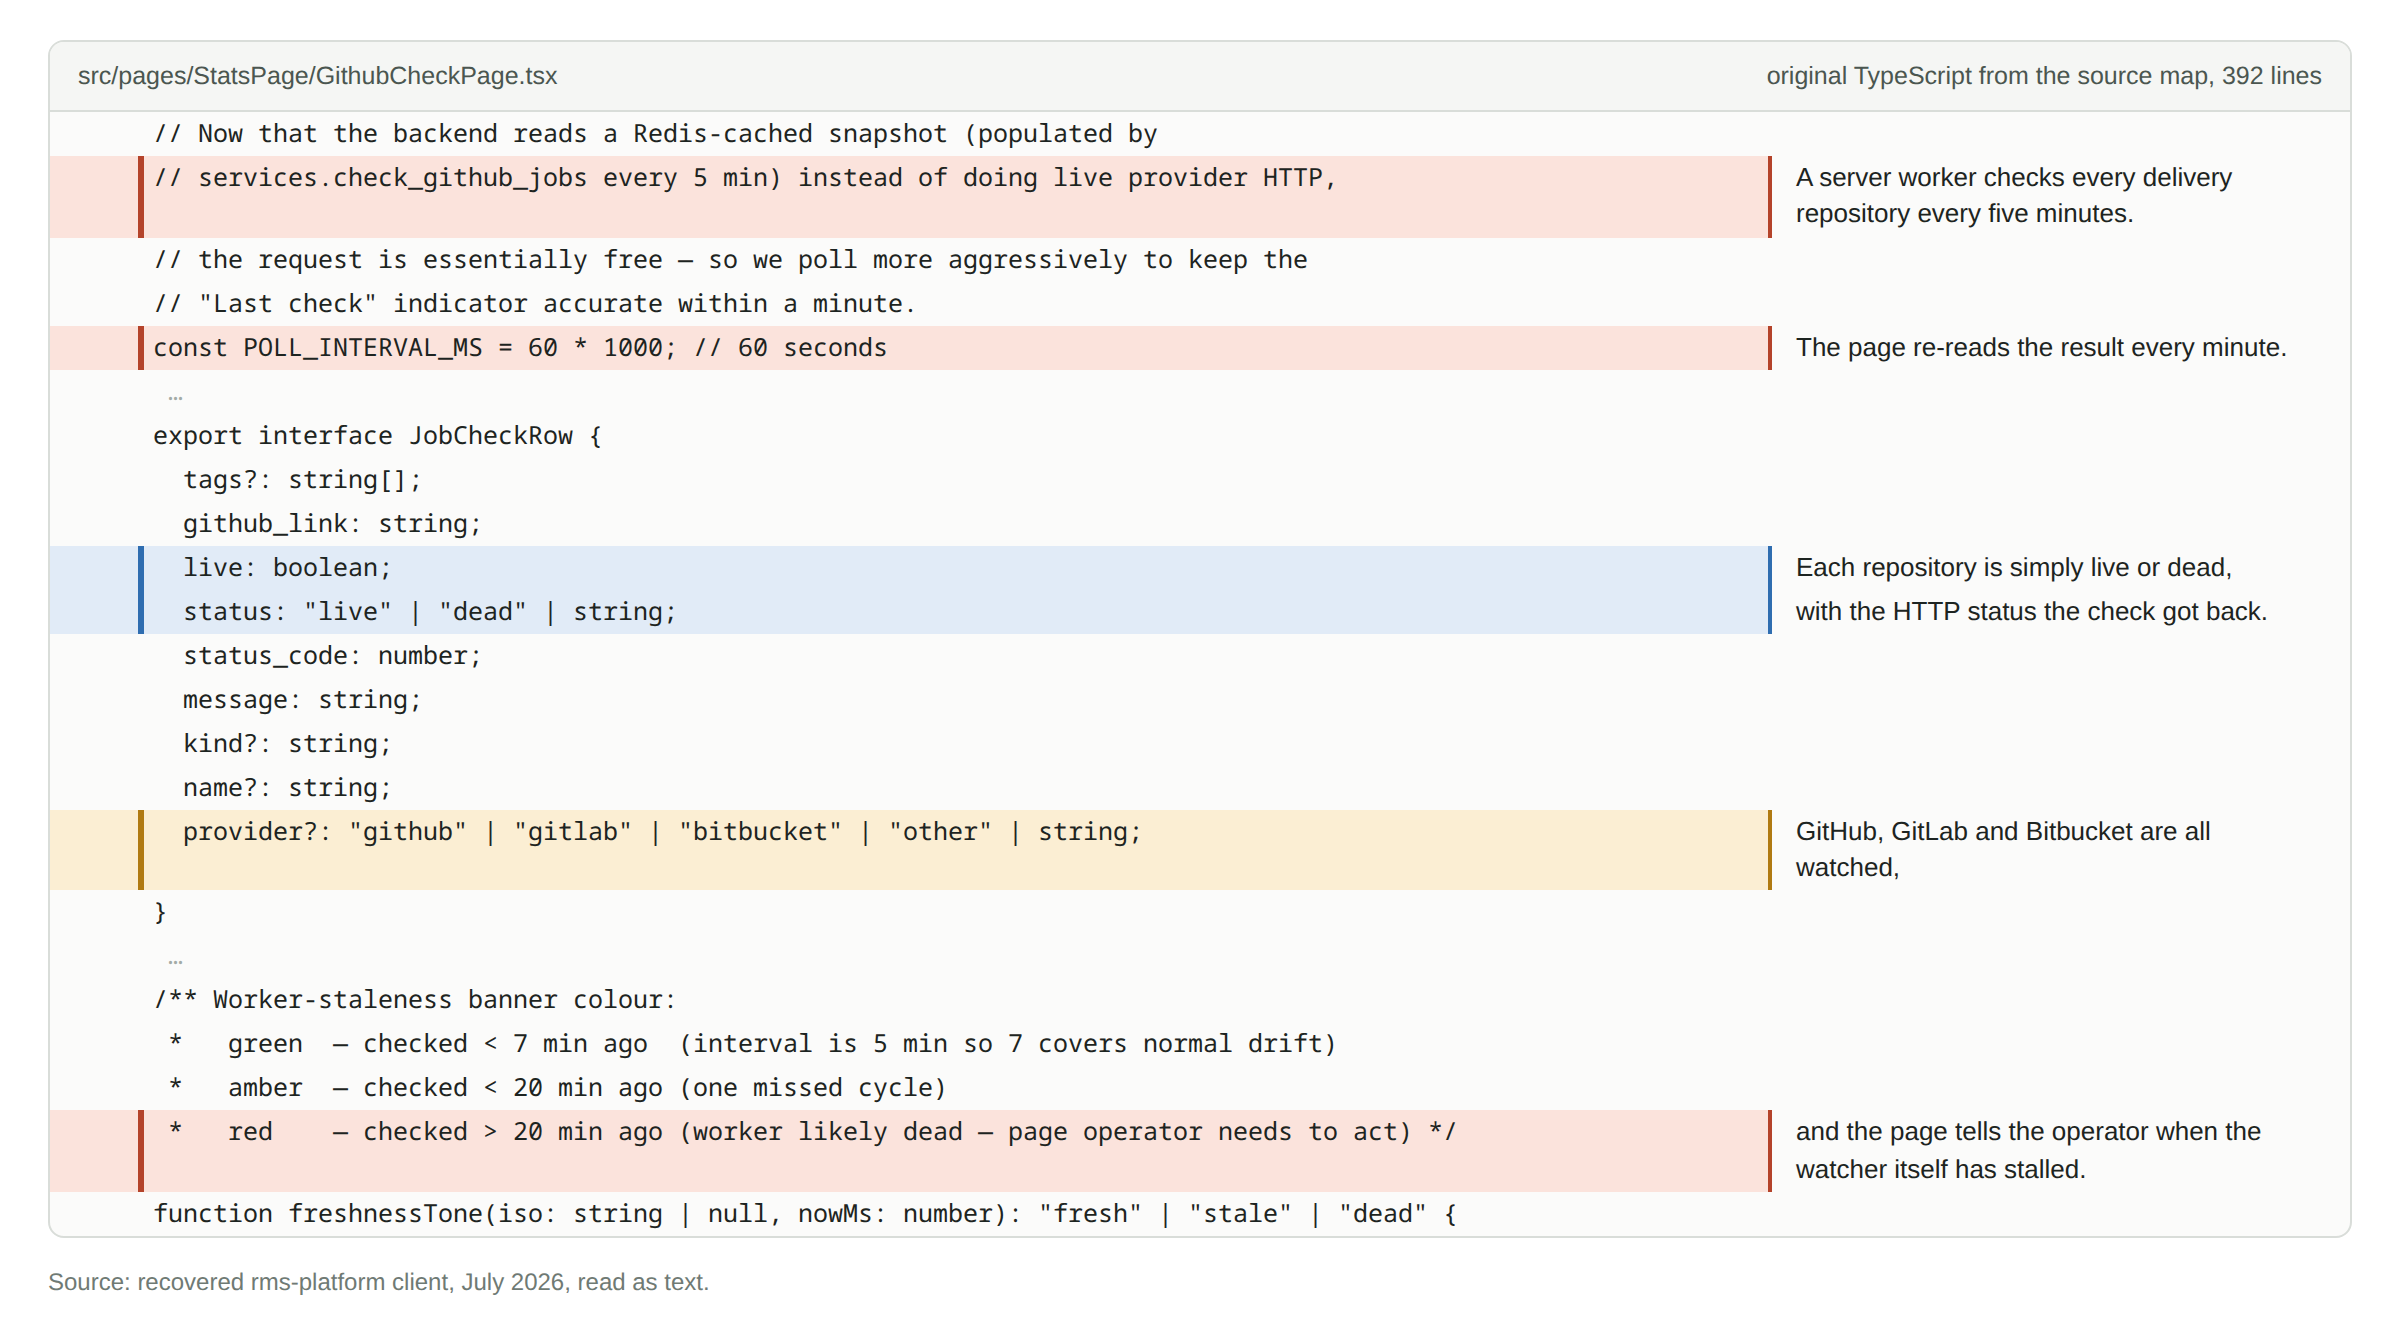 src/pages/StatsPage/GithubCheckPage.tsx
original TypeScript from the source map, 392 lines
// Now that the backend reads a Redis-cached snapshot (populated by
// services.check_github_jobs every 5 min) instead of doing live provider HTTP,
A server worker checks every delivery
repository every five minutes.
// the request is essentially free — so we poll more aggressively to keep the
// "Last check" indicator accurate within a minute.
const POLL_INTERVAL_MS = 60 * 1000; // 60 seconds
The page re-reads the result every minute.
…
export interface JobCheckRow {
  tags?: string[];
  github_link: string;
  live: boolean;
Each repository is simply live or dead,
  status: "live" | "dead" | string;
with the HTTP status the check got back.
  status_code: number;
  message: string;
  kind?: string;
  name?: string;
  provider?: "github" | "gitlab" | "bitbucket" | "other" | string;
GitHub, GitLab and Bitbucket are all
watched,
}
…
/** Worker-staleness banner colour:
 *   green  — checked < 7 min ago  (interval is 5 min so 7 covers normal drift)
 *   amber  — checked < 20 min ago (one missed cycle)
 *   red    — checked > 20 min ago (worker likely dead — page operator needs to act) */
and the page tells the operator when the
watcher itself has stalled.
function freshnessTone(iso: string | null, nowMs: number): "fresh" | "stale" | "dead" {
Source: recovered rms-platform client, July 2026, read as text.